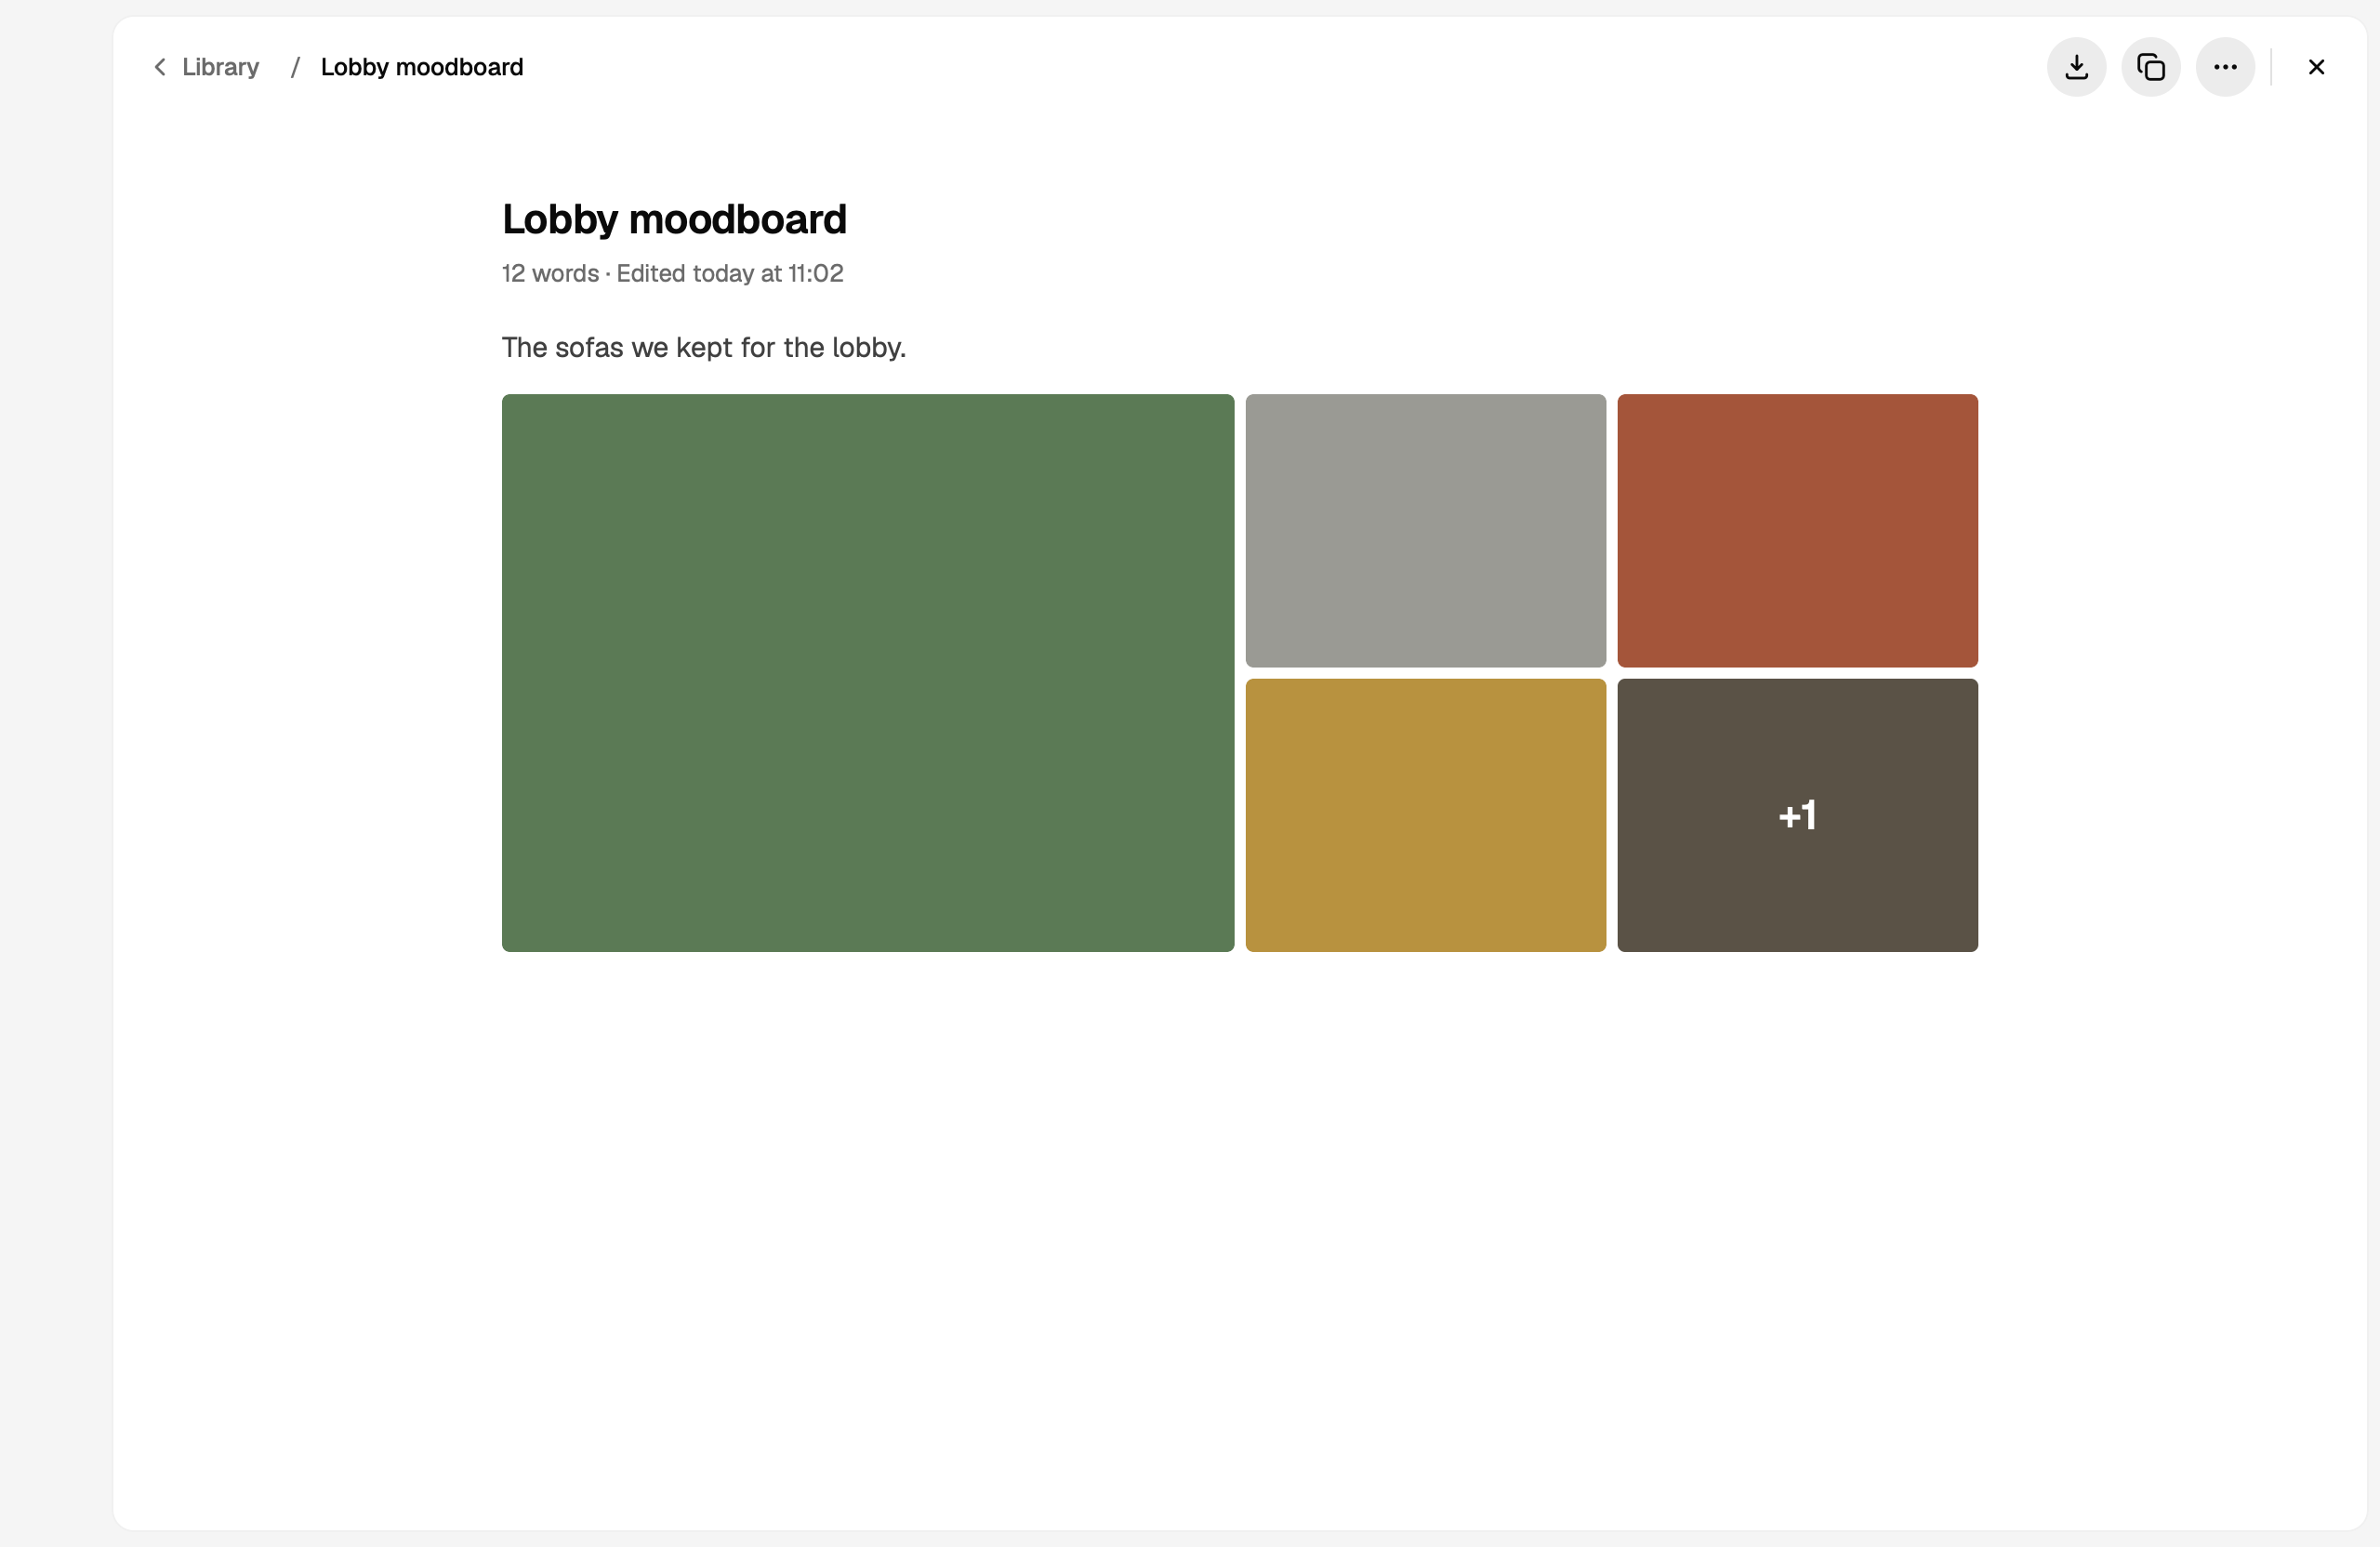 Library / Lobby moodboard
Lobby moodboard
12 words · Edited today at 11:02
The sofas we kept for the lobby.
+1